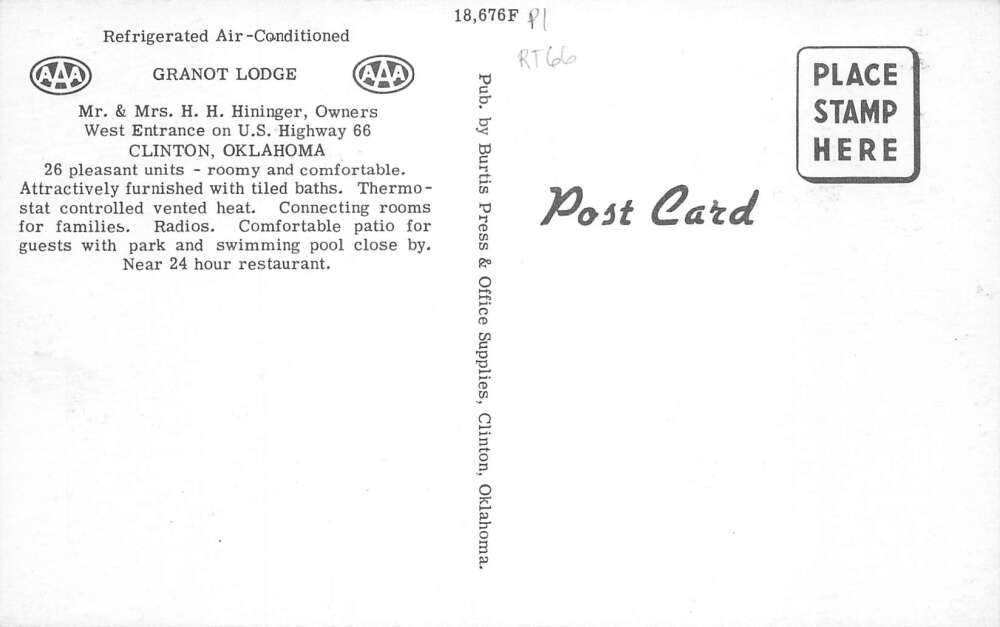 18,676F P1
RT66
Refrigerated Air-Conditioned
AAA GRANOT LODGE AAA
Mr. & Mrs. H. H. Hininger, Owners
West Entrance on U.S. Highway 66
CLINTON, OKLAHOMA
26 pleasant units - roomy and comfortable.
Attractively furnished with tiled baths. Thermo-
stat controlled vented heat. Connecting rooms
for families. Radios. Comfortable patio for
guests with park and swimming pool close by.
Near 24 hour restaurant.
Pub. by Burtis Press & Office Supplies, Clinton, Oklahoma.
Post Card
PLACE
STAMP
HERE